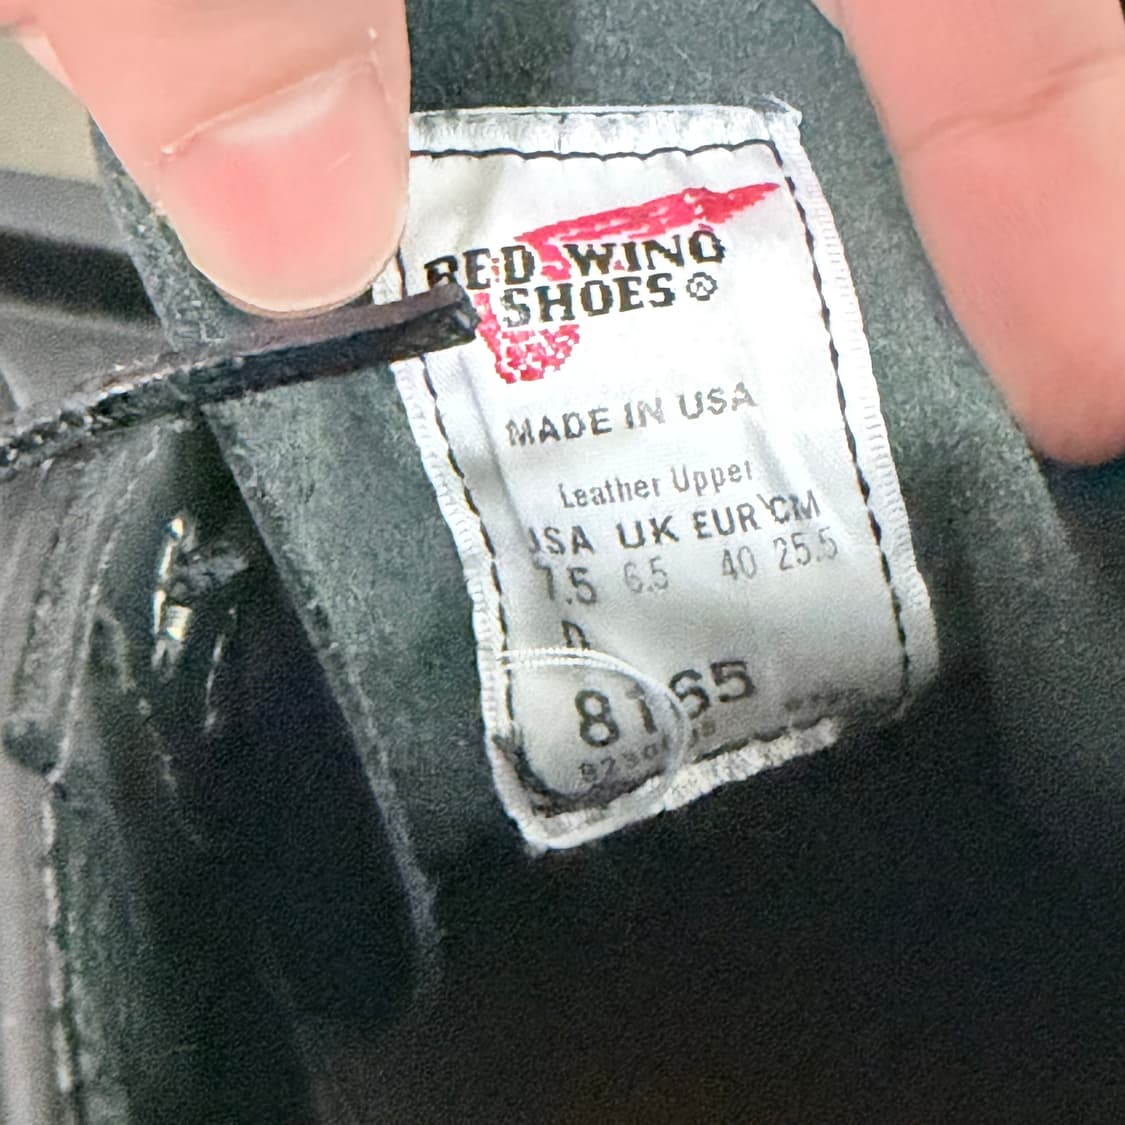 RED WING
SHOES®
MADE IN USA
Leather Upper
USA UK EUR CM
7.5 6.5 40 25.5
D
8165